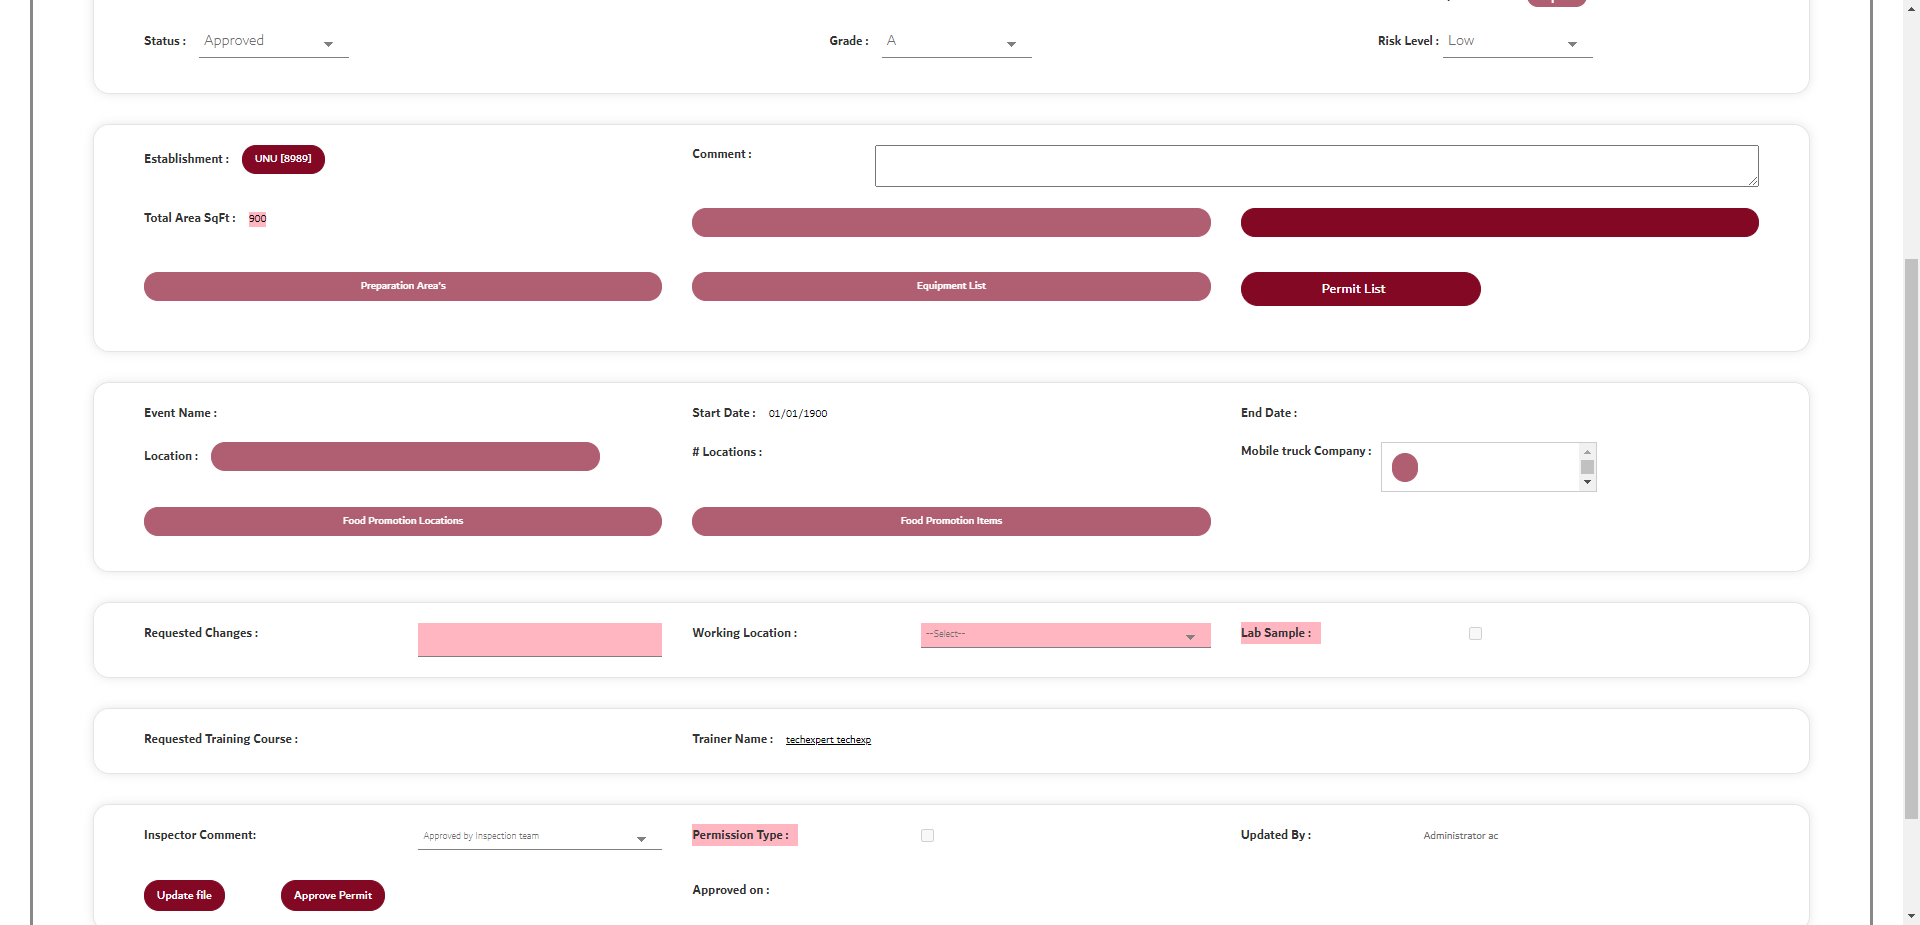 Status : Approved Grade : A Risk Level : Low
Establishment : UNU [8989] Comment :
Total Area SqFt : 900
Preparation Area's Equipment List Permit List
Event Name : Start Date : 01/01/1900 End Date :
Location : # Locations : Mobile truck Company :
Food Promotion Locations Food Promotion Items
Requested Changes : Working Location : --Select-- Lab Sample :
Requested Training Course : Trainer Name : techexpert techexp
Inspector Comment: Approved by Inspection team Permission Type : Updated By : Administrator ac
Update file Approve Permit Approved on :